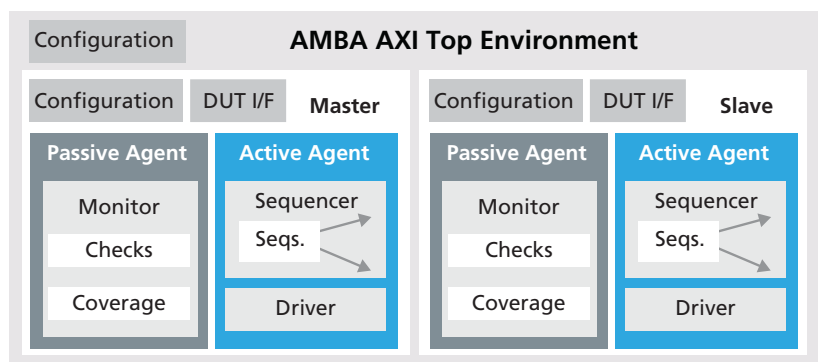 Configuration
AMBA AXI Top Environment
Configuration
DUT I/F
Master
Passive Agent
Monitor
Checks
Coverage
Active Agent
Sequencer
Seqs.
Driver
Configuration
DUT I/F
Slave
Passive Agent
Monitor
Checks
Coverage
Active Agent
Sequencer
Seqs.
Driver